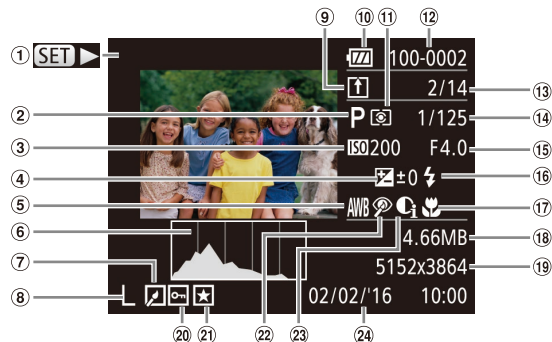 ⑨ ⑩ ⑪ ⑫
① SET 100-0002
2/14 ⑬
② P 1/125 ⑭
③ ISO200 F4.0 ⑮
④ ±0 ⑯
⑤ AWB i ⑰
⑥ 4.66MB ⑱
⑦ 5152x3864 ⑲
⑧ L 02/02/'16 10:00
⑳ ㉑ ㉒ ㉓ ㉔